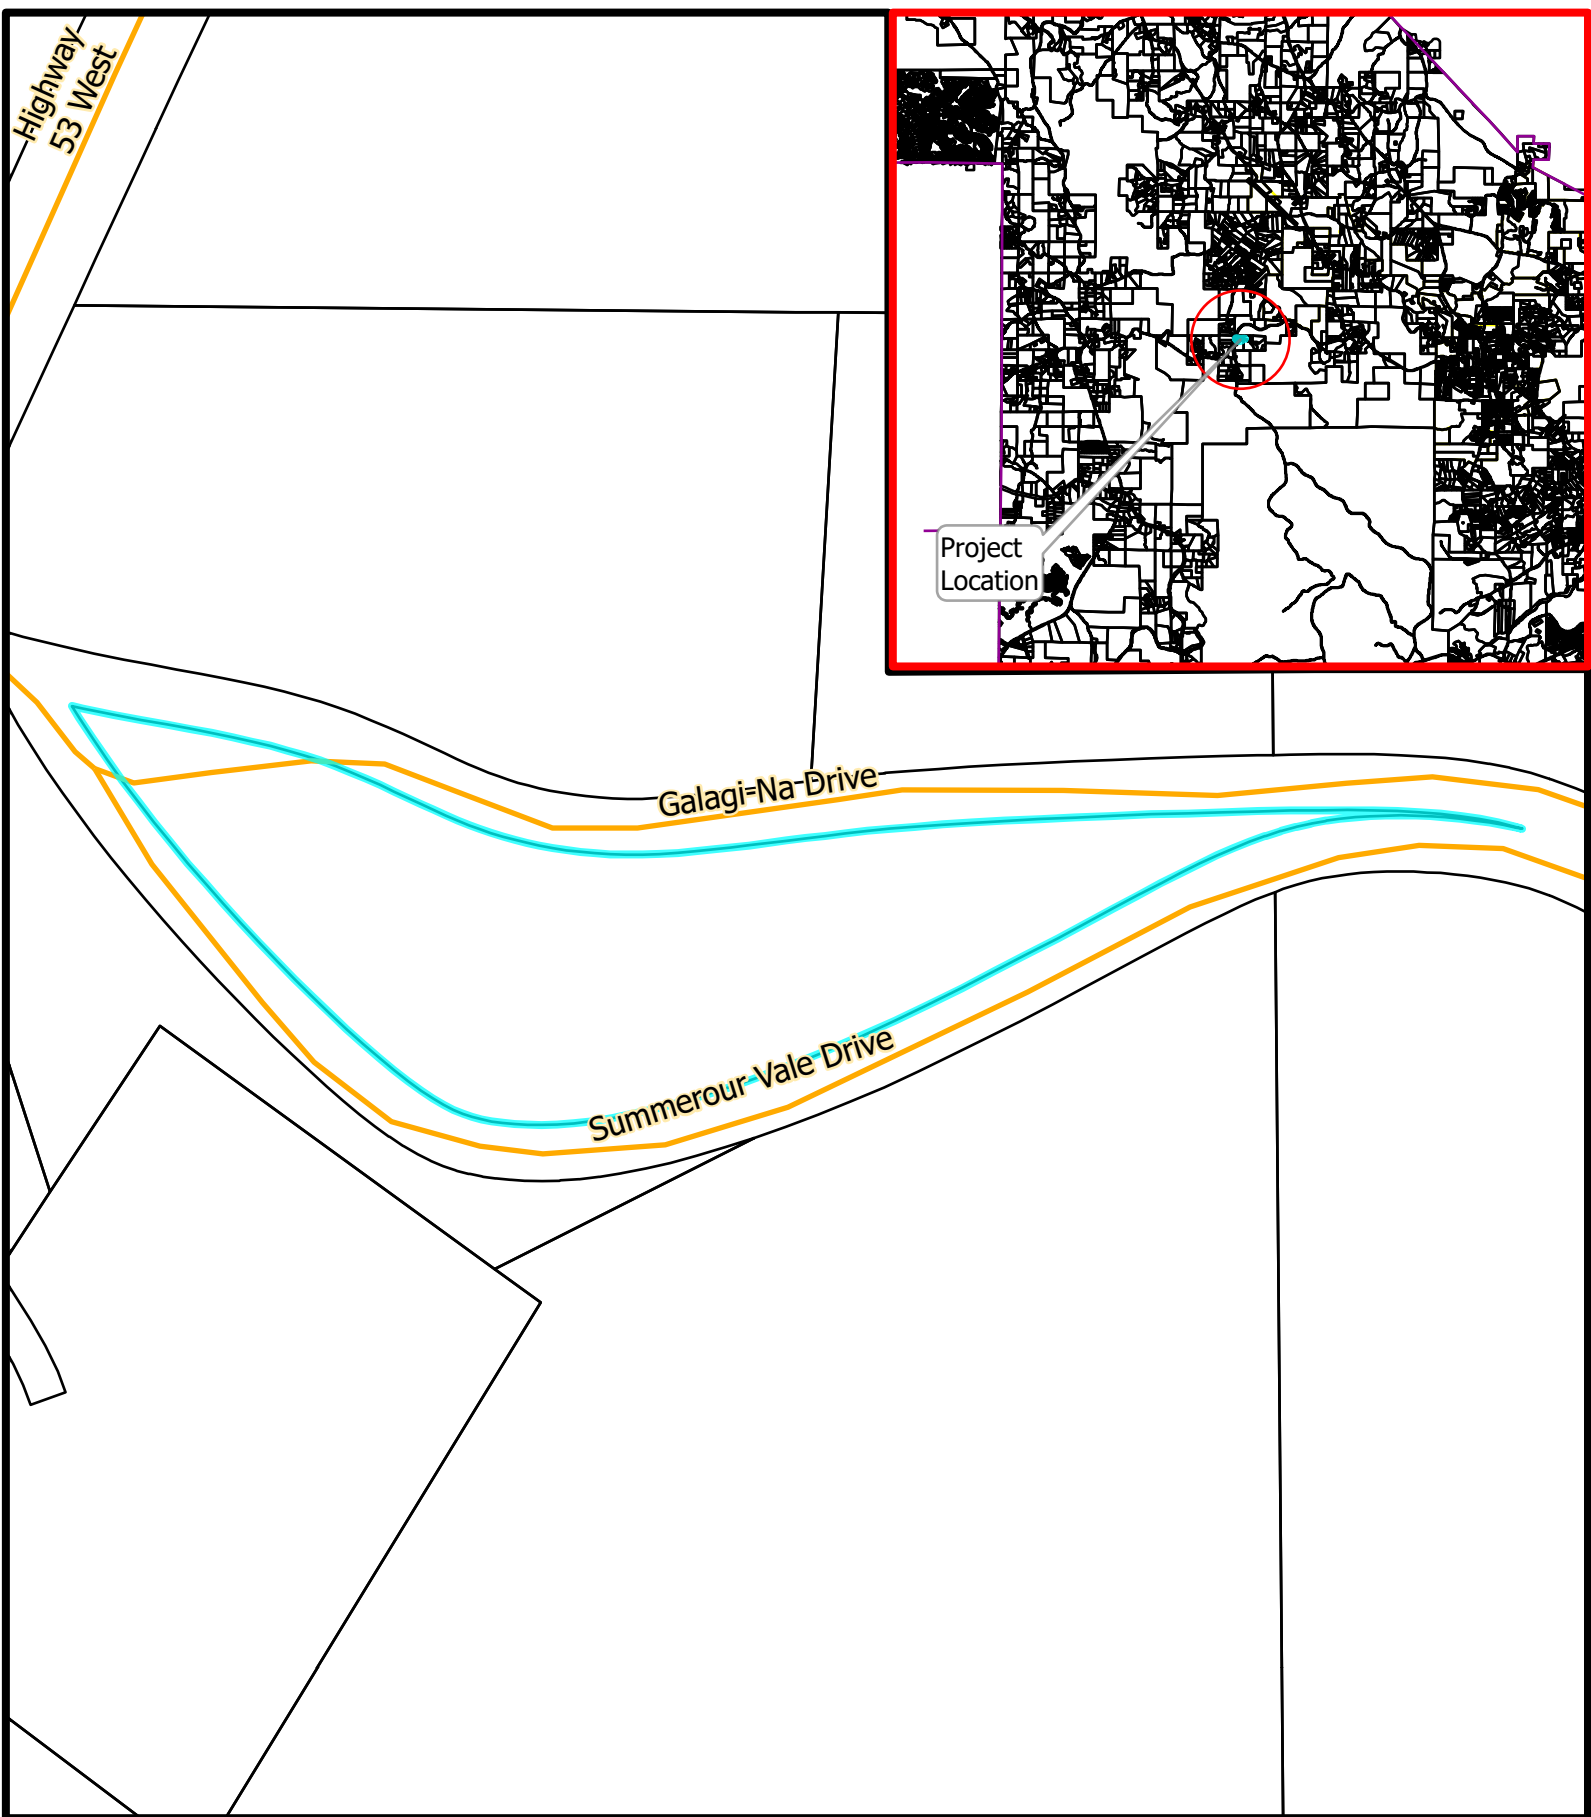 Highway
53 West
Project
Location
Galagi-Na-Drive
Summerour Vale Drive